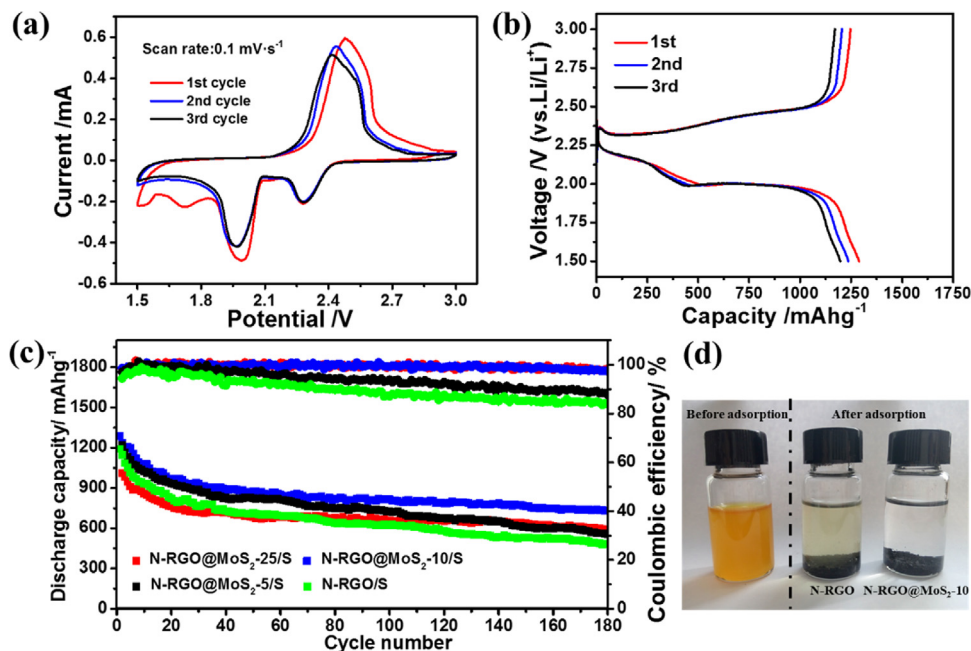 (a)
Scan rate:0.1 mV·s⁻¹
1st cycle
2nd cycle
3rd cycle
0.6
0.4
0.2
0.0
-0.2
-0.4
-0.6
Current /mA
1.5 1.8 2.1 2.4 2.7 3.0
Potential /V
(b)
1st
2nd
3rd
3.00
2.50
2.00
1.50
Voltage /V (vs.Li/Li⁺)
0 250 500 750 1000 1250 1500 1750
Capacity /mAhg⁻¹
(c)
1800
1500
1200
900
600
300
0
Discharge capacity/ mAhg⁻¹
N-RGO@MoS₂-25/S N-RGO@MoS₂-10/S
N-RGO@MoS₂-5/S N-RGO/S
0 20 40 60 80 100 120 140 160 180
Cycle number
100
80
60
40
20
0
Coulombic efficiency/ %
(d)
Before adsorption After adsorption
N-RGO N-RGO@MoS₂-10